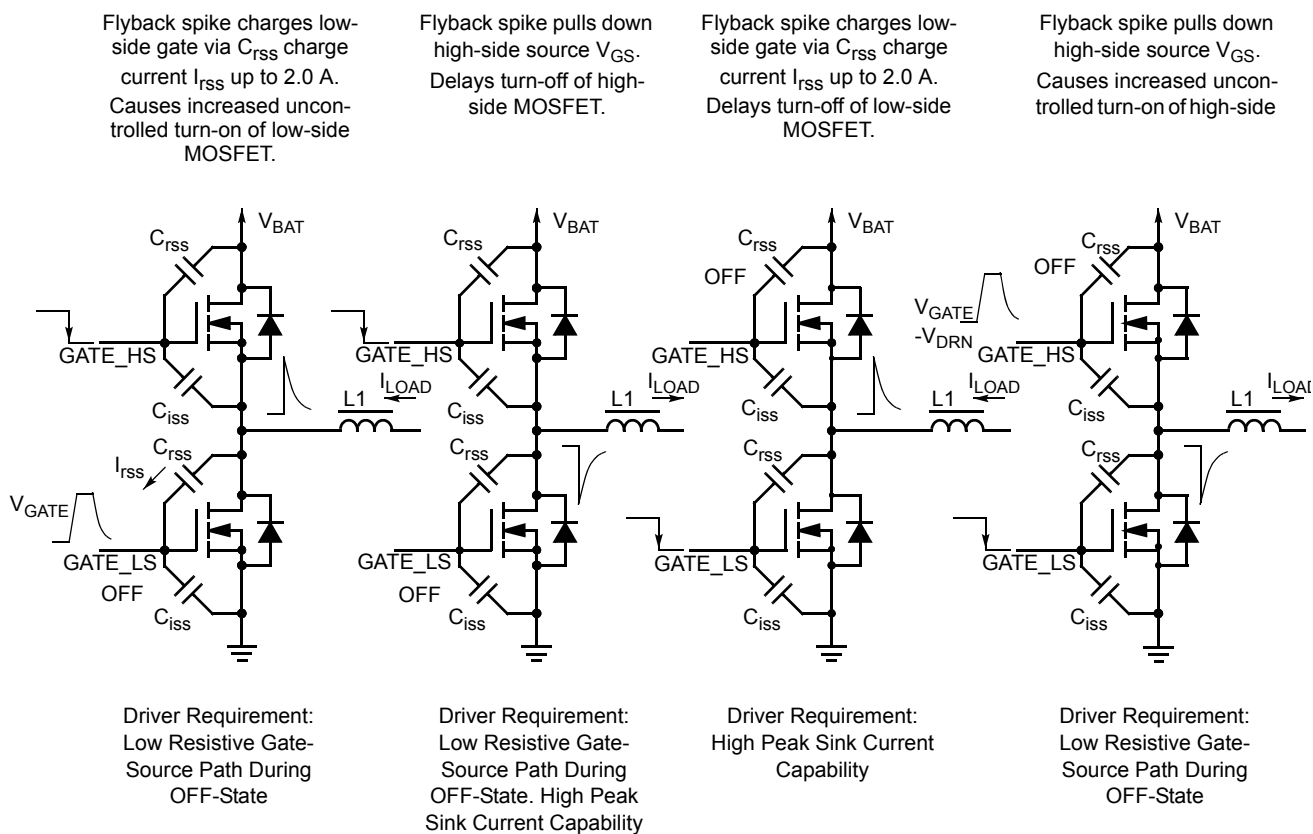 Flyback spike charges low-
side gate via Crss charge
current Irss up to 2.0 A.
Causes increased uncon-
trolled turn-on of low-side
MOSFET.
Flyback spike pulls down
high-side source VGS.
Delays turn-off of high-
side MOSFET.
Flyback spike charges low-
side gate via Crss charge
current Irss up to 2.0 A.
Delays turn-off of low-side
MOSFET.
Flyback spike pulls down
high-side source VGS.
Causes increased uncon-
trolled turn-on of high-side
VBAT
Crss
GATE_HS
Ciss
ILOAD
L1
Irss
Crss
VGATE
GATE_LS
OFF
Ciss
VBAT
Crss
GATE_HS
Ciss
ILOAD
L1
Crss
GATE_LS
OFF
Ciss
VBAT
Crss
OFF
GATE_HS
Ciss
ILOAD
L1
Crss
GATE_LS
Ciss
VBAT
Crss
OFF
VGATE
-VDRN
GATE_HS
Ciss
ILOAD
L1
Crss
GATE_LS
Ciss
Driver Requirement:
Low Resistive Gate-
Source Path During
OFF-State
Driver Requirement:
Low Resistive Gate-
Source Path During
OFF-State. High Peak
Sink Current Capability
Driver Requirement:
High Peak Sink Current
Capability
Driver Requirement:
Low Resistive Gate-
Source Path During
OFF-State